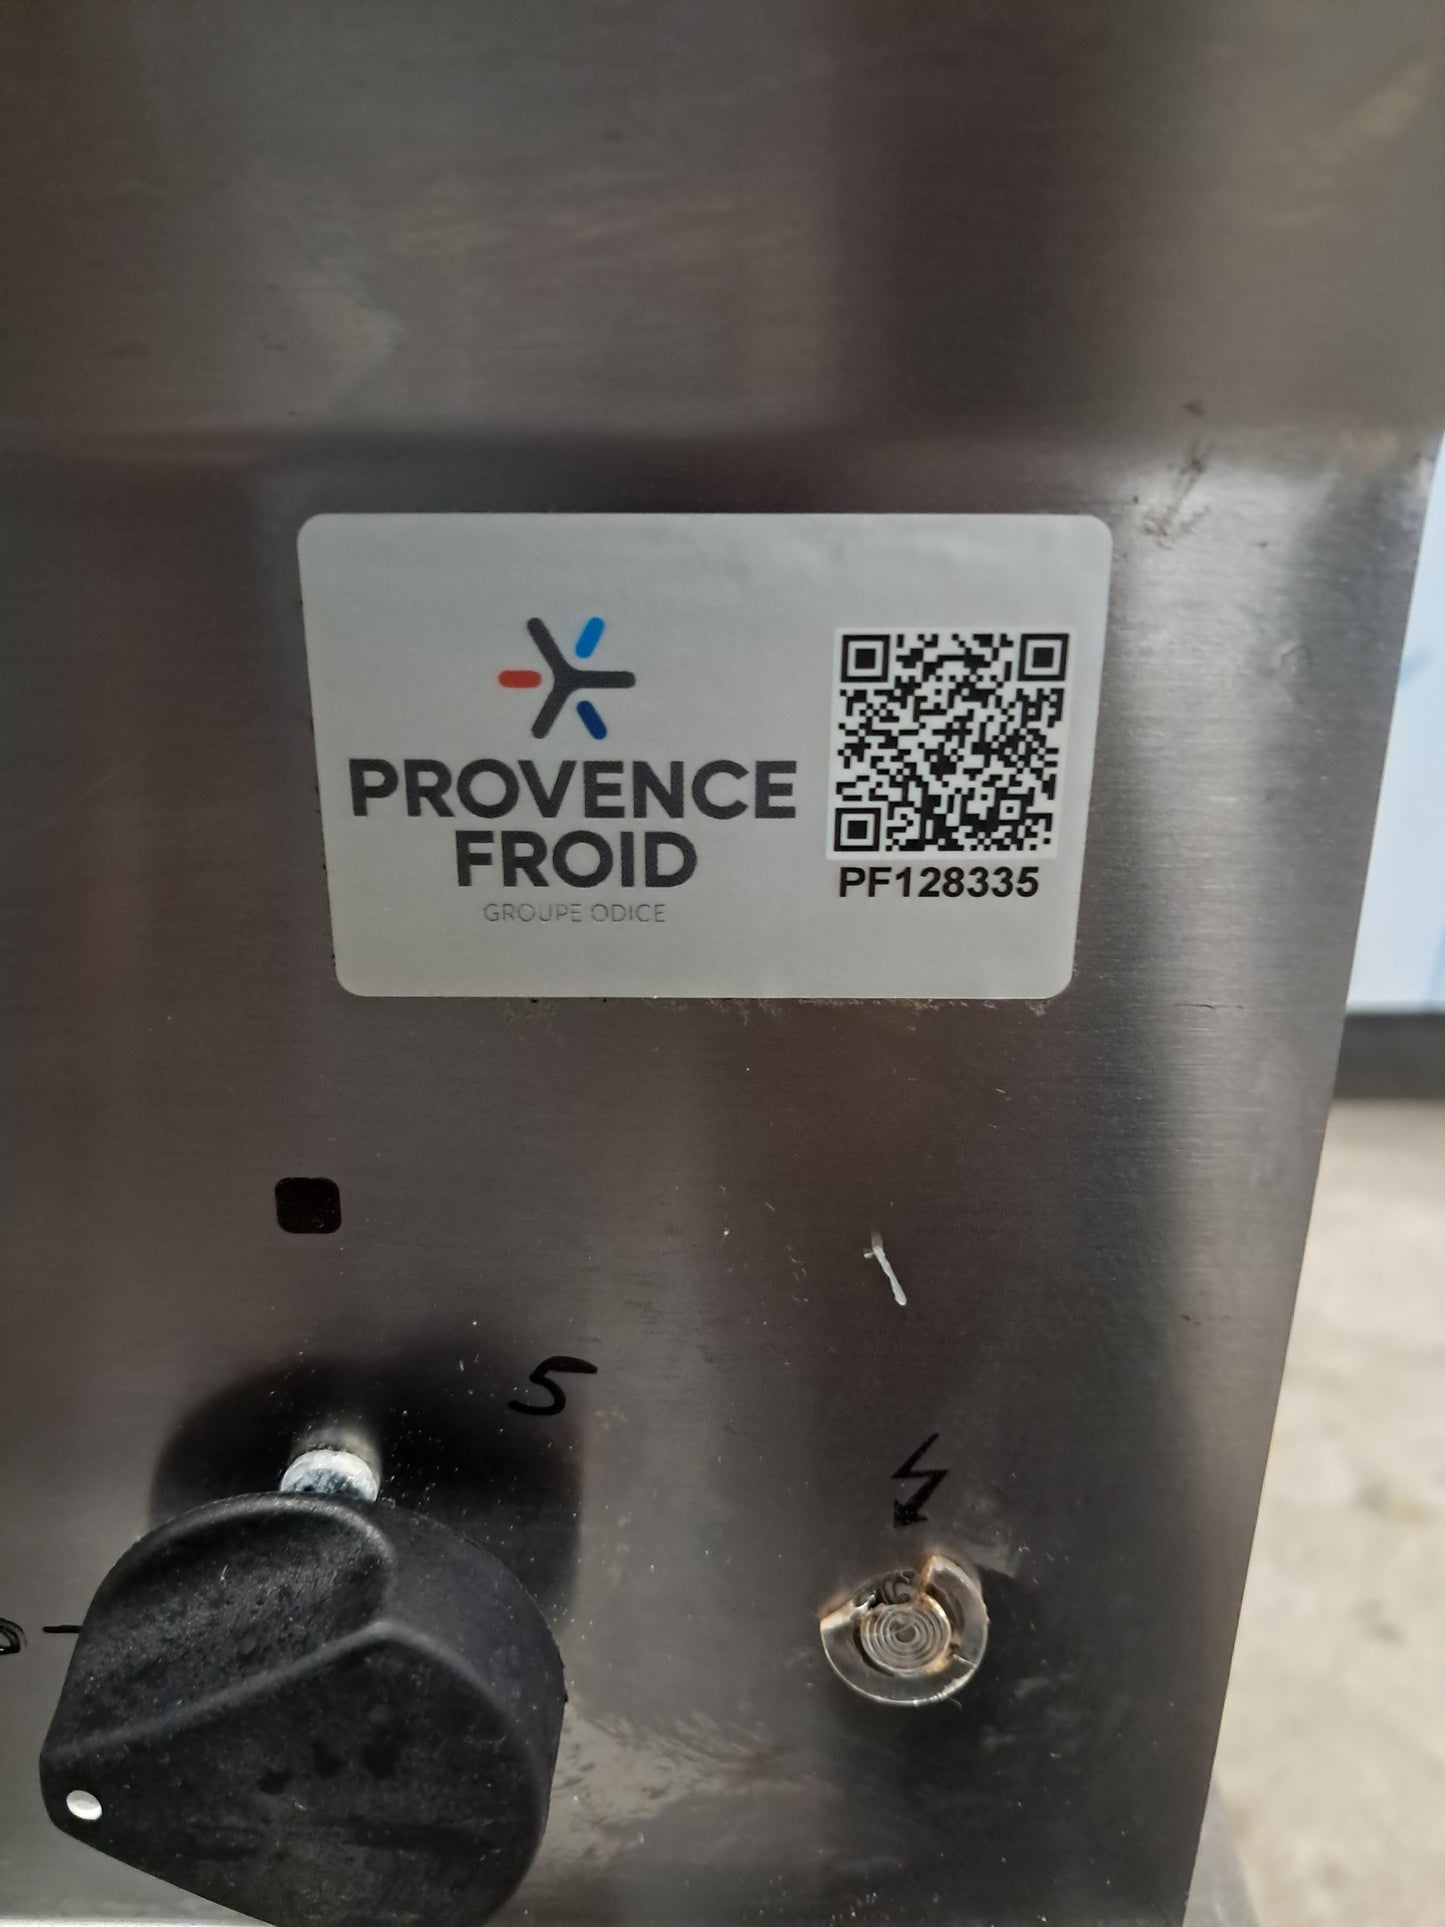 PROVENCE
FROID
GROUPE ODICE
PF128335
5